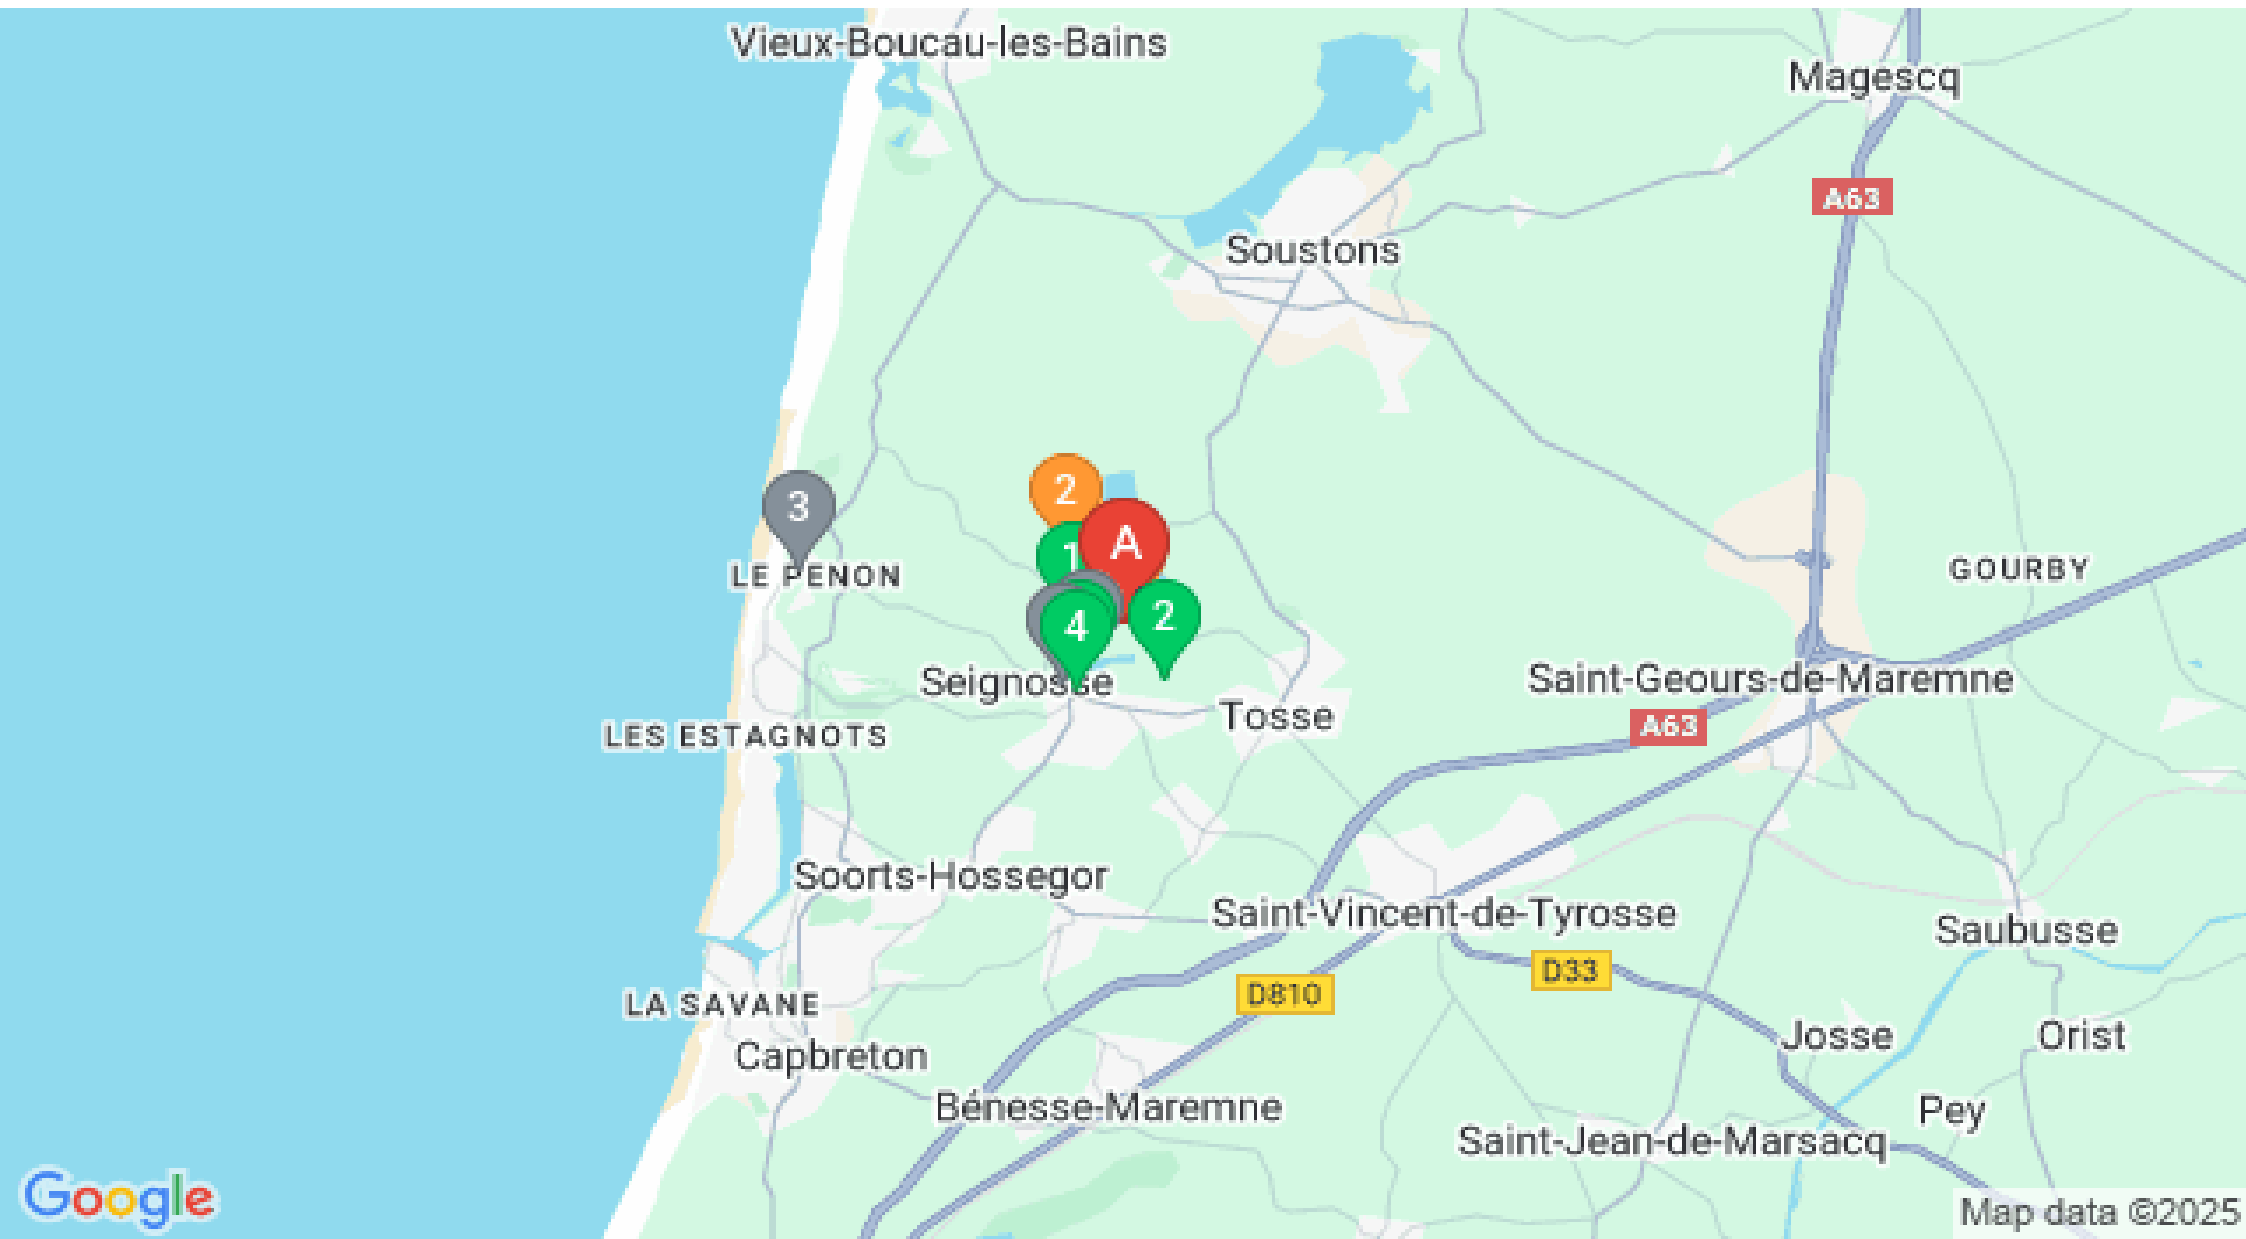 Vieux-Boucau-les-Bains
Magescq
A63
Soustons
2
3
A
1
LE PENON
GOURBY
2
4
Seignosse
Saint-Geours-de-Maremne
Tosse
A63
LES ESTAGNOTS
Soorts-Hossegor
Saint-Vincent-de-Tyrosse
Saubusse
D33
D810
LA SAVANE
Josse
Orist
Capbreton
Bénesse-Maremne
Pey
Saint-Jean-de-Marsacq
Google
Map data ©2025